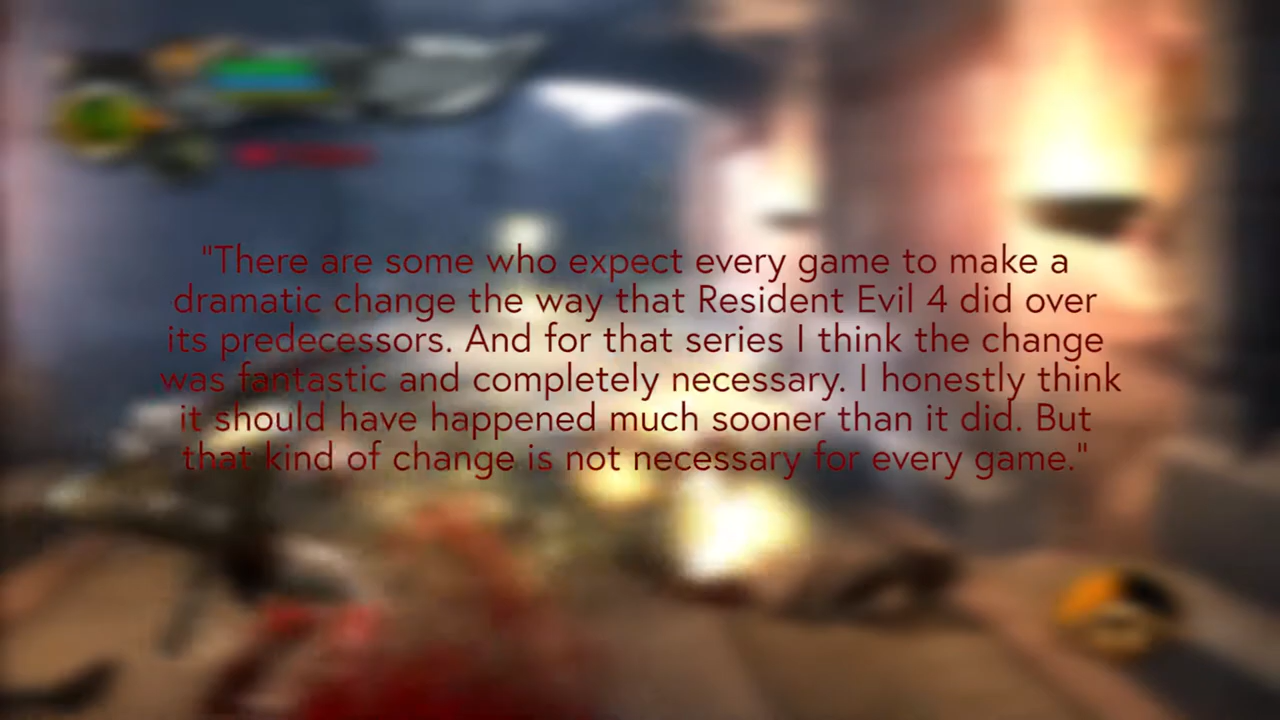 "There are some who expect every game to make a
dramatic change the way that Resident Evil 4 did over
its predecessors. And for that series I think the change
was fantastic and completely necessary. I honestly think
it should have happened much sooner than it did. But
that kind of change is not necessary for every game."